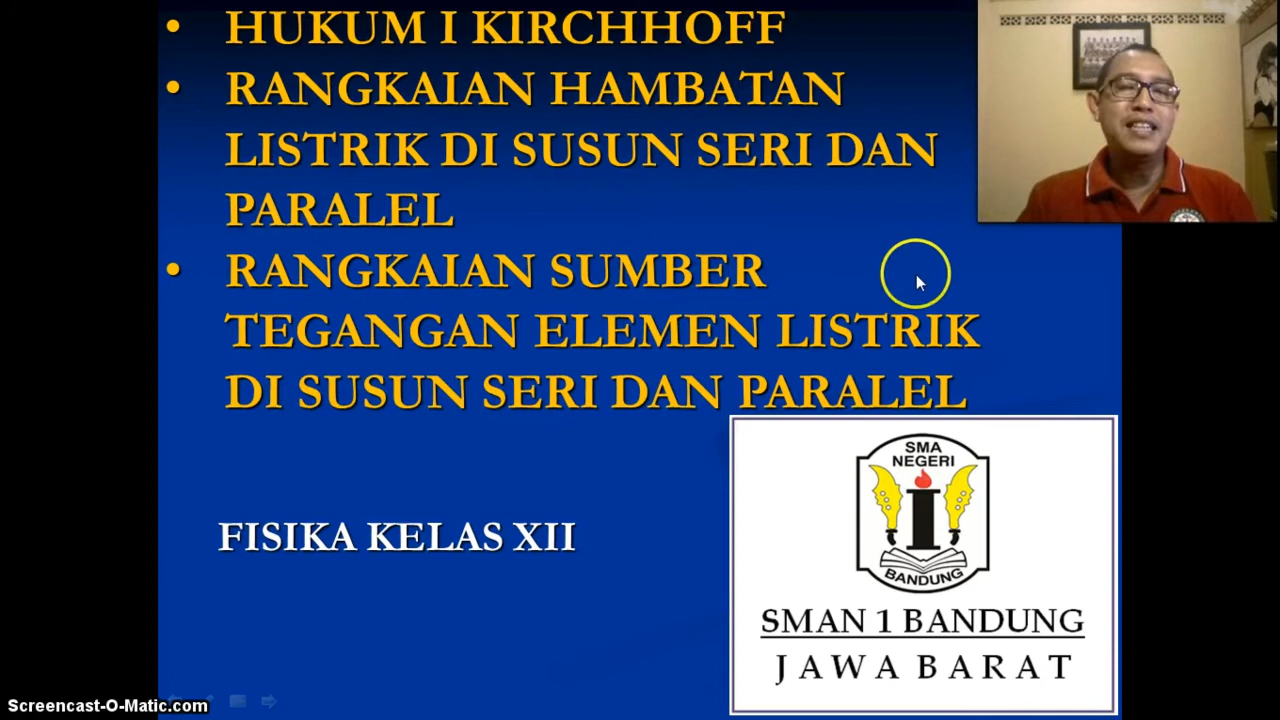 • HUKUM I KIRCHHOFF
• RANGKAIAN HAMBATAN
LISTRIK DI SUSUN SERI DAN
PARALEL
• RANGKAIAN SUMBER
TEGANGAN ELEMEN LISTRIK
DI SUSUN SERI DAN PARALEL
FISIKA KELAS XII
SMA
NEGERI
BANDUNG
SMAN 1 BANDUNG
JAWA BARAT
Screencast-O-Matic.com